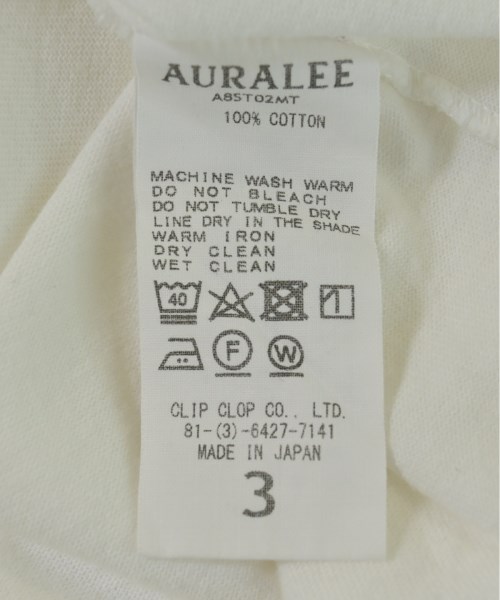 AURALEE
A8ST02MT
100% COTTON
MACHINE WASH WARM
DO NOT BLEACH
DO NOT TUMBLE DRY
LINE DRY IN THE SHADE
WARM IRON
DRY CLEAN
WET CLEAN
40
F W
CLIP CLOP CO., LTD.
81-(3)-6427-7141
MADE IN JAPAN
3